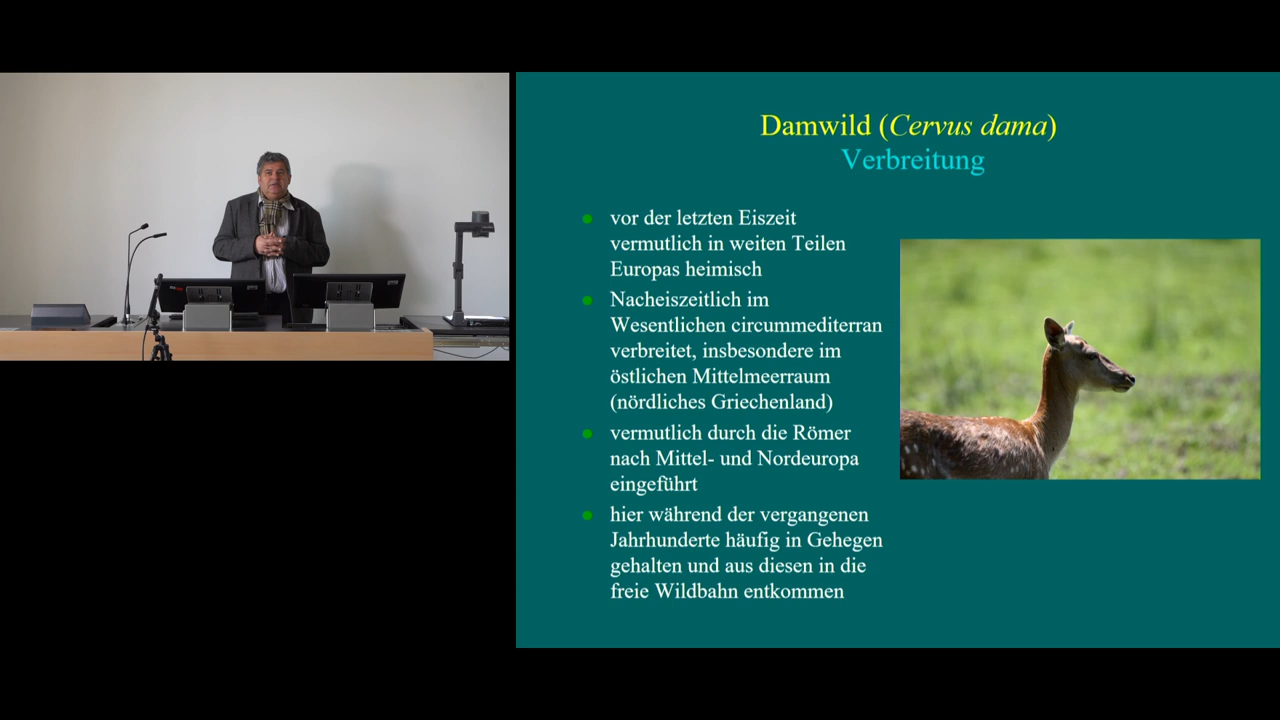 Damwild (Cervus dama)
Verbreitung
vor der letzten Eiszeit
vermutlich in weiten Teilen
Europas heimisch
Nacheiszeitlich im
Wesentlichen circummediterran
verbreitet, insbesondere im
östlichen Mittelmeerraum
(nördliches Griechenland)
vermutlich durch die Römer
nach Mittel- und Nordeuropa
eingeführt
hier während der vergangenen
Jahrhunderte häufig in Gehegen
gehalten und aus diesen in die
freie Wildbahn entkommen